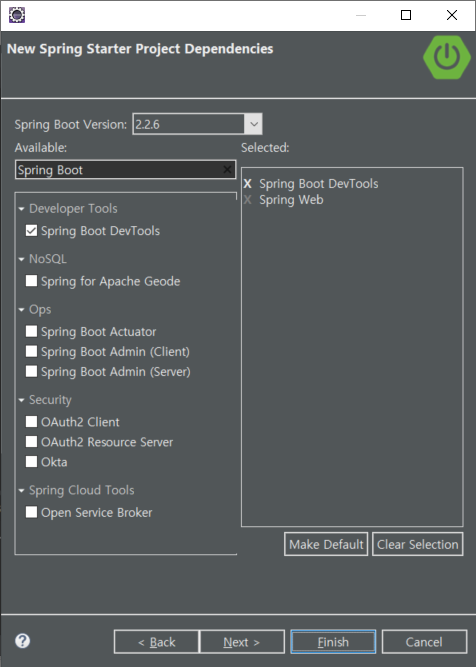 New Spring Starter Project Dependencies
Spring Boot Version: 2.2.6
Available:
Selected:
Spring Boot X
X Spring Boot DevTools
X Spring Web
Developer Tools
Spring Boot DevTools
NoSQL
Spring for Apache Geode
Ops
Spring Boot Actuator
Spring Boot Admin (Client)
Spring Boot Admin (Server)
Security
OAuth2 Client
OAuth2 Resource Server
Okta
Spring Cloud Tools
Open Service Broker
Make Default Clear Selection
? < Back Next > Finish Cancel